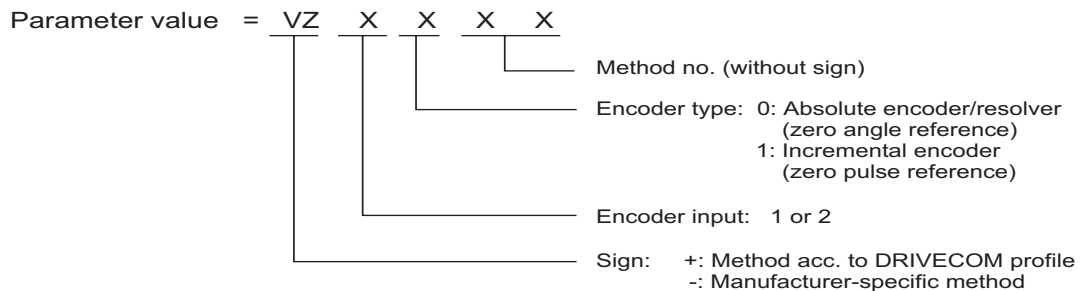 Parameter value = VZ X X X X
Method no. (without sign)
Encoder type: 0: Absolute encoder/resolver
(zero angle reference)
1: Incremental encoder
(zero pulse reference)
Encoder input: 1 or 2
Sign: +: Method acc. to DRIVECOM profile
-: Manufacturer-specific method